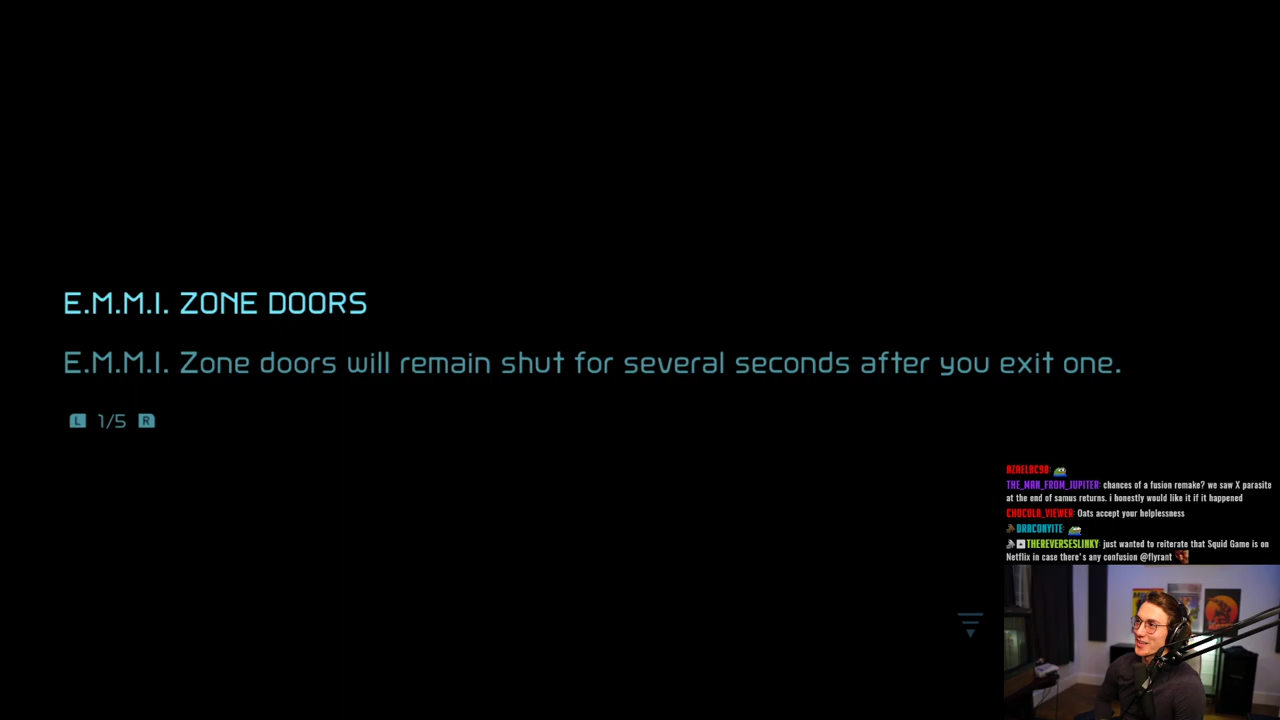 E.M.M.I. ZONE DOORS
E.M.M.I. Zone doors will remain shut for several seconds after you exit one.
L 1/5 R
AZAELBC98:
THE_MAN_FROM_JUPITER: chances of a fusion remake? we saw X parasite
at the end of samus returns. i honestly would like it if it happened
CHOCULA_VIEWER: Oats accept your helplessness
DRACONYITE:
THEREVERSESLINKY: just wanted to reiterate that Squid Game is on
Netflix in case there's any confusion @flyrant